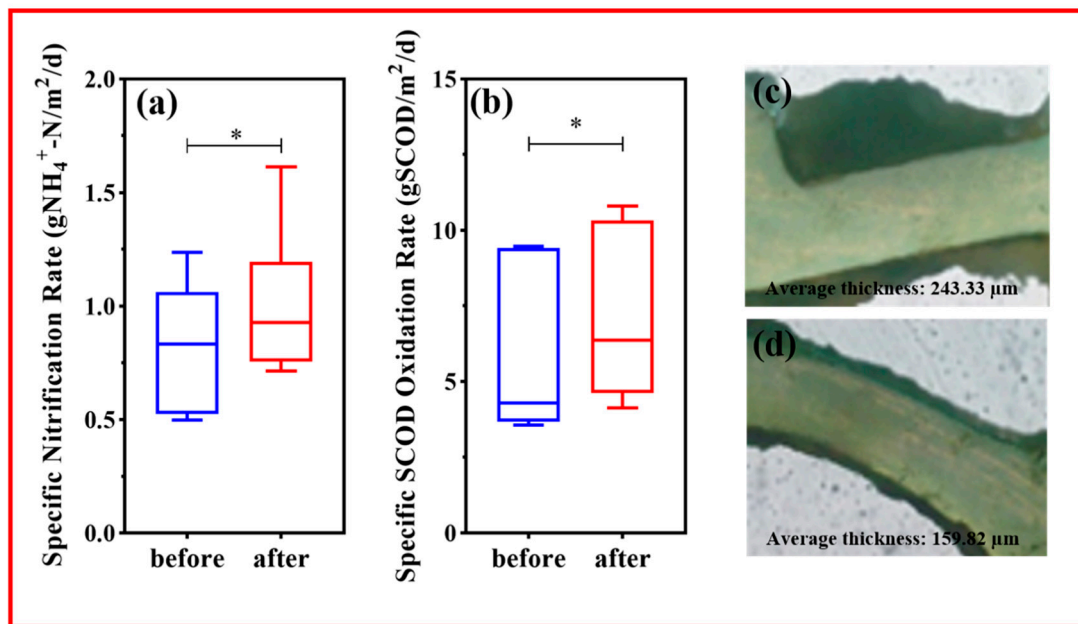 Specific Nitrification Rate (gNH₄⁺-N/m²/d)
2.0
1.5
1.0
0.5
0.0
(a)
*
before after
Specific SCOD Oxidation Rate (gSCOD/m²/d)
15
10
5
0
(b)
*
before after
(c)
Average thickness: 243.33 μm
(d)
Average thickness: 159.82 μm